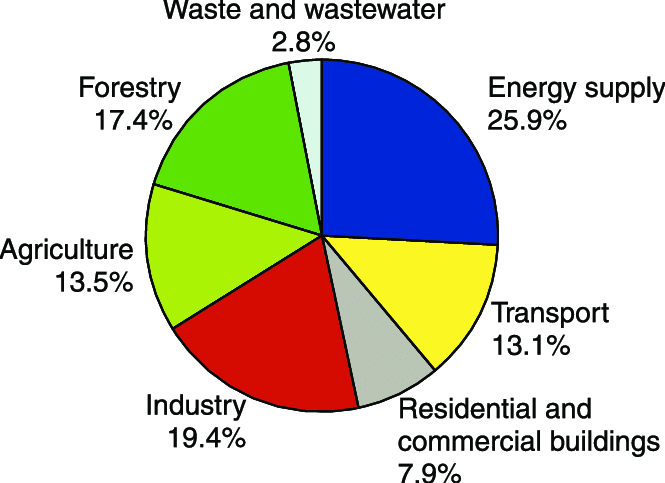 Waste and wastewater
2.8%
Energy supply
25.9%
Transport
13.1%
Residential and
commercial buildings
7.9%
Industry
19.4%
Agriculture
13.5%
Forestry
17.4%